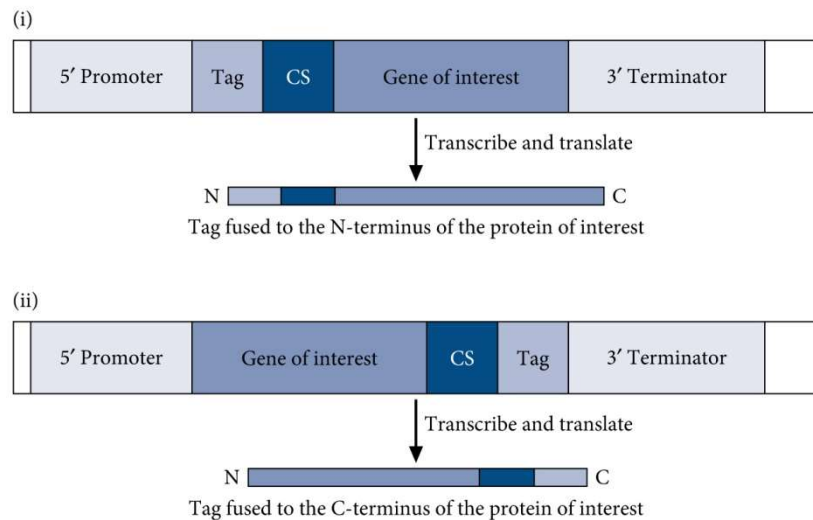 (i)
5′ Promoter Tag CS Gene of interest 3′ Terminator
Transcribe and translate
N C
Tag fused to the N-terminus of the protein of interest
(ii)
5′ Promoter Gene of interest CS Tag 3′ Terminator
Transcribe and translate
N C
Tag fused to the C-terminus of the protein of interest